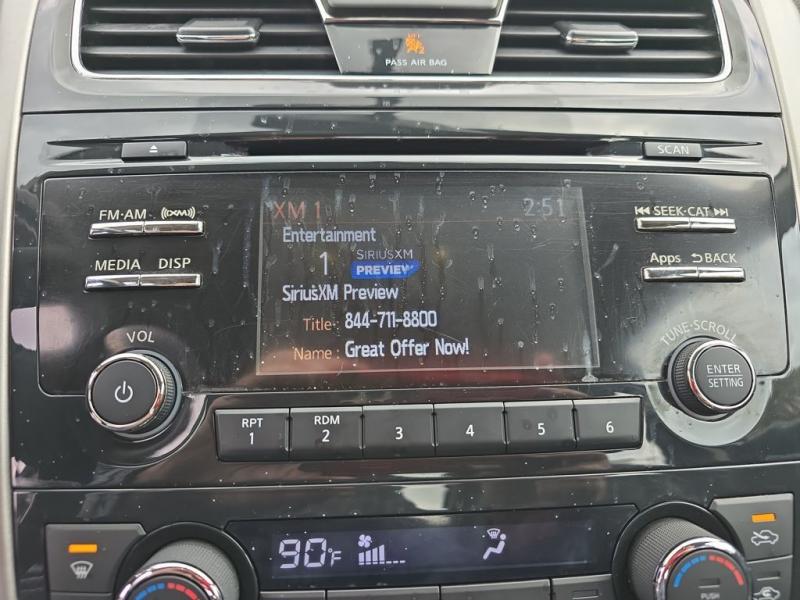 PASS AIR BAG
SCAN
FM·AM (((XM)))
SEEK·CAT
MEDIA DISP
Apps BACK
VOL
TUNE·SCROLL
ENTER
SETTING
XM 1 2:51
Entertainment
1 SIRIUSXM
PREVIEW
SiriusXM Preview
Title: 844-711-8800
Name: Great Offer Now!
RPT
1
RDM
2
3
4
5
6
90°F
PUSH